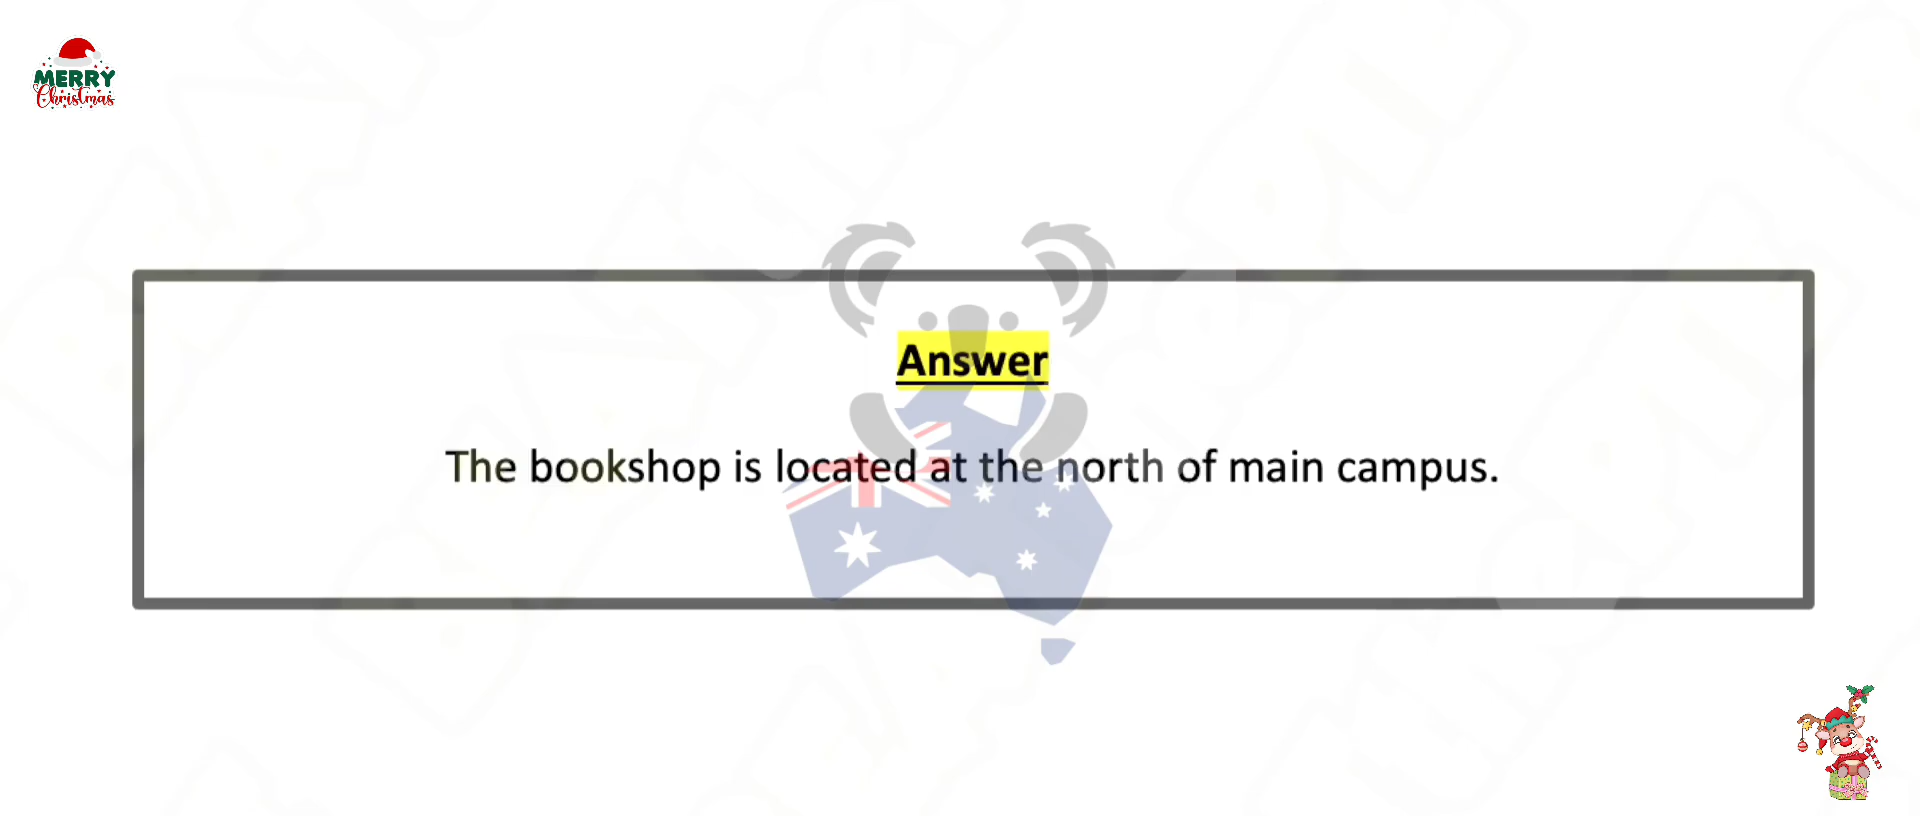 MERRY
Christmas
Answer
The bookshop is located at the north of main campus.